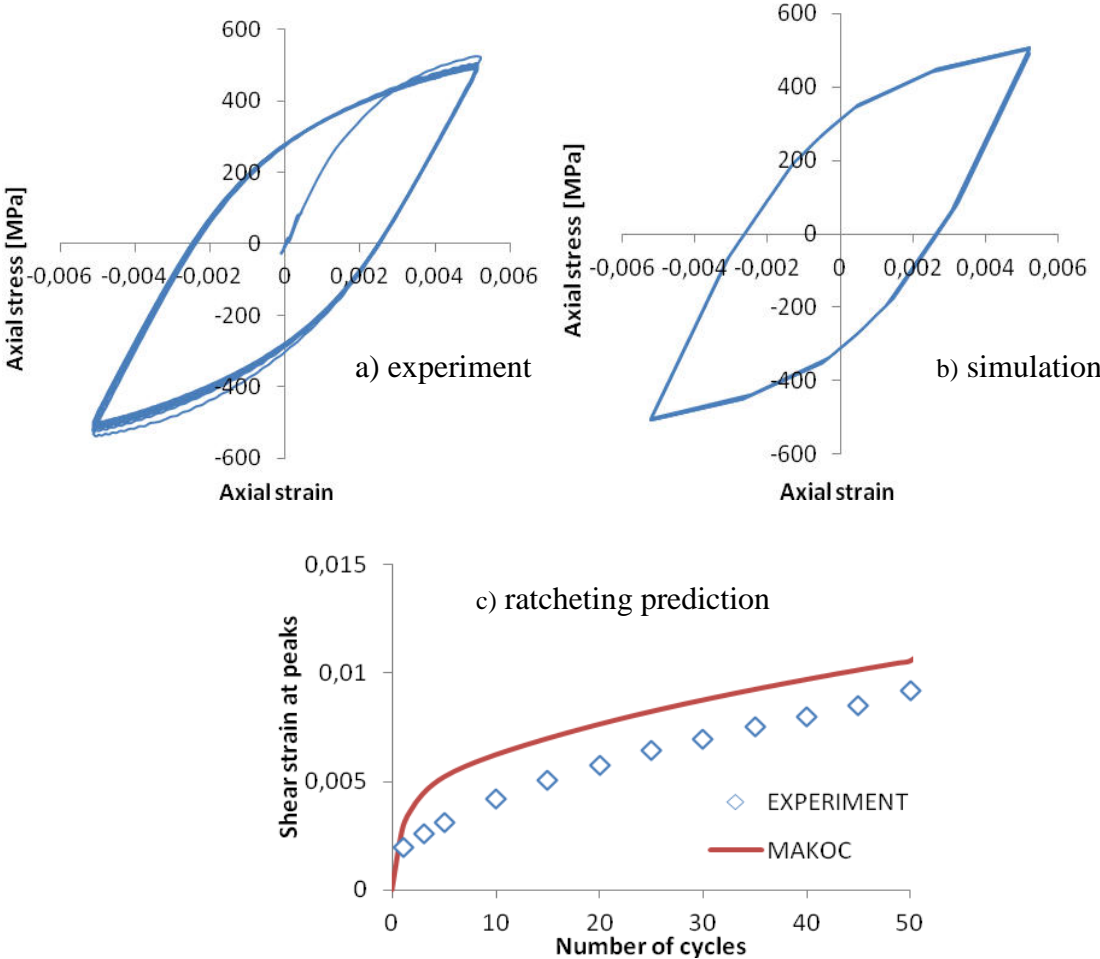 600
400
200
0
-200
-400
-600
-0,006 -0,004 -0,002 0 0,002 0,004 0,006
Axial stress [MPa]
Axial strain
a) experiment
600
400
200
0
-200
-400
-600
-0,006 -0,004 -0,002 0 0,002 0,004 0,006
Axial stress [MPa]
Axial strain
b) simulation
0,015
0,01
0,005
0
0 10 20 30 40 50
Shear strain at peaks
Number of cycles
c) ratcheting prediction
EXPERIMENT
MAKOC